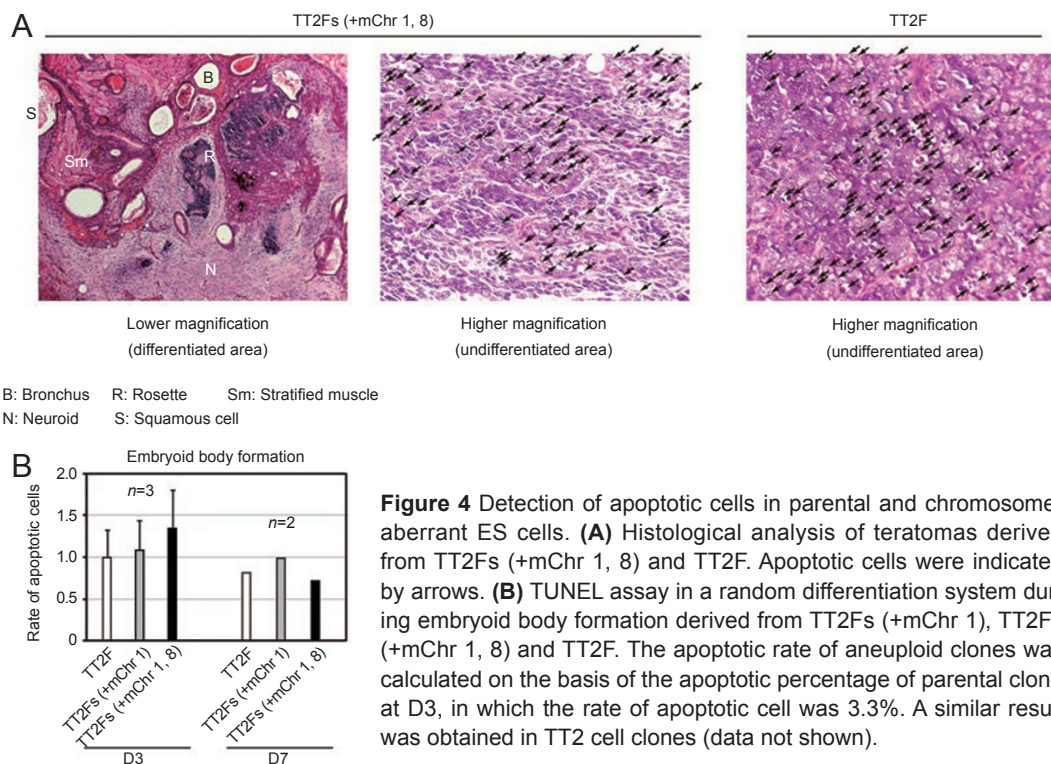 A
TT2Fs (+mChr 1, 8)
TT2F
B
S
Sm
R
N
Lower magnification
(differentiated area)
Higher magnification
(undifferentiated area)
Higher magnification
(undifferentiated area)
B: Bronchus R: Rosette Sm: Stratified muscle
N: Neuroid S: Squamous cell
B
Embryoid body formation
Rate of apoptotic cells
2.0
1.5
1.0
0.5
0
n=3
n=2
TT2F
TT2Fs (+mChr 1)
TT2Fs (+mChr 1, 8)
TT2F
TT2Fs (+mChr 1)
TT2Fs (+mChr 1, 8)
D3
D7
Figure 4 Detection of apoptotic cells in parental and chromosome
aberrant ES cells. (A) Histological analysis of teratomas derive
from TT2Fs (+mChr 1, 8) and TT2F. Apoptotic cells were indicate
by arrows. (B) TUNEL assay in a random differentiation system dur
ing embryoid body formation derived from TT2Fs (+mChr 1), TT2F
(+mChr 1, 8) and TT2F. The apoptotic rate of aneuploid clones wa
calculated on the basis of the apoptotic percentage of parental clon
at D3, in which the rate of apoptotic cell was 3.3%. A similar resu
was obtained in TT2 cell clones (data not shown).